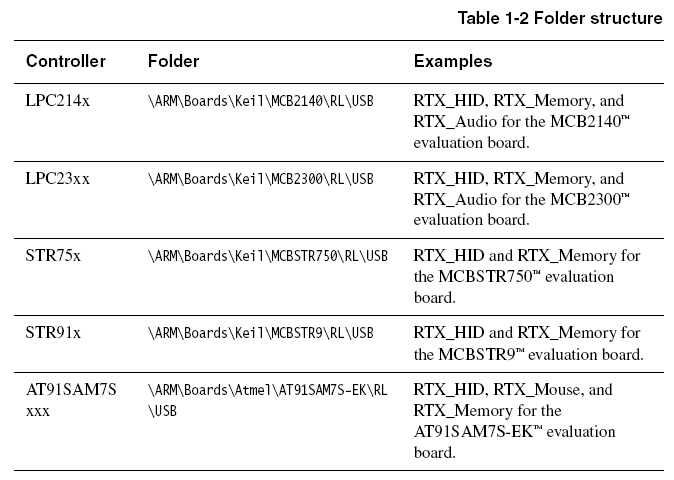 Table 1-2 Folder structure
Controller Folder Examples
LPC214x \ARM\Boards\Keil\MCB2140\RL\USB RTX_HID, RTX_Memory, and
RTX_Audio for the MCB2140™
evaluation board.
LPC23xx \ARM\Boards\Keil\MCB2300\RL\USB RTX_HID, RTX_Memory, and
RTX_Audio for the MCB2300™
evaluation board.
STR75x \ARM\Boards\Keil\MCBSTR750\RL\USB RTX_HID and RTX_Memory for
the MCBSTR750™ evaluation
board.
STR91x \ARM\Boards\Keil\MCBSTR9\RL\USB RTX_HID and RTX_Memory for
the MCBSTR9™ evaluation board.
AT91SAM7S \ARM\Boards\Atmel\AT91SAM7S-EK\RL RTX_HID, RTX_Mouse, and
xxx \USB RTX_Memory for the
AT91SAM7S-EK™ evaluation
board.